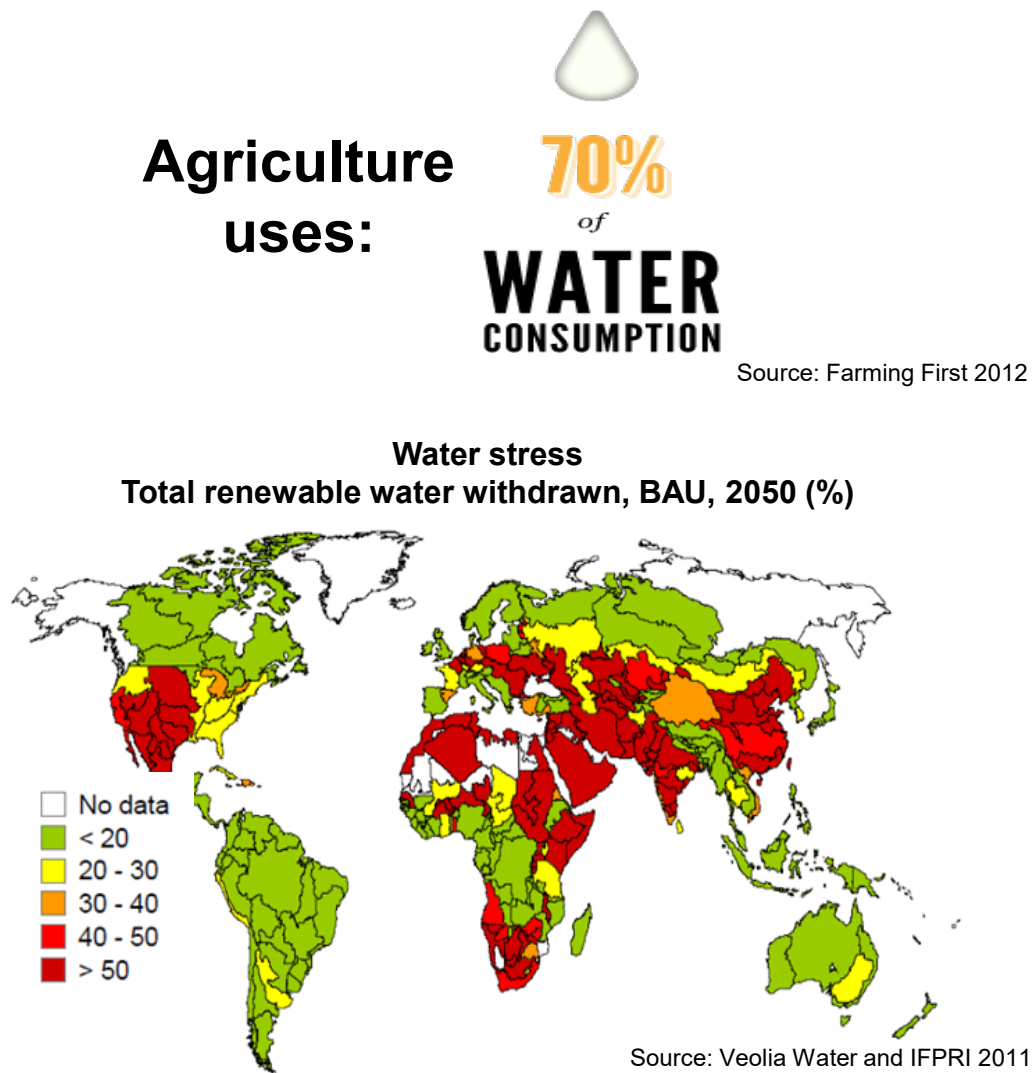 Agriculture
uses:
70%
of
WATER
CONSUMPTION
Source: Farming First 2012
Water stress
Total renewable water withdrawn, BAU, 2050 (%)
No data
< 20
20 - 30
30 - 40
40 - 50
> 50
Source: Veolia Water and IFPRI 2011